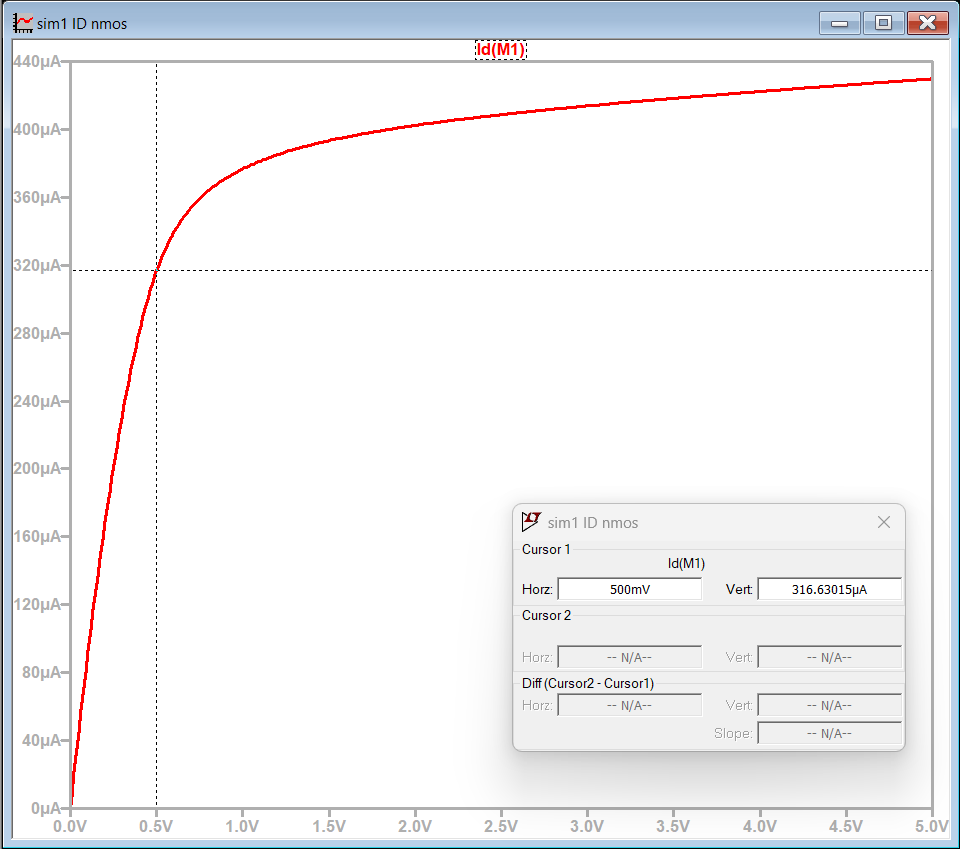 sim1 ID nmos
Id(M1)
440µA
400µA
360µA
320µA
280µA
240µA
200µA
160µA
120µA
80µA
40µA
0µA
0.0V 0.5V 1.0V 1.5V 2.0V 2.5V 3.0V 3.5V 4.0V 4.5V 5.0V
sim1 ID nmos
Cursor 1
Id(M1)
Horz: 500mV Vert: 316.63015µA
Cursor 2
Horz: -- N/A-- Vert: -- N/A--
Diff (Cursor2 - Cursor1)
Horz: -- N/A-- Vert: -- N/A--
Slope: -- N/A--